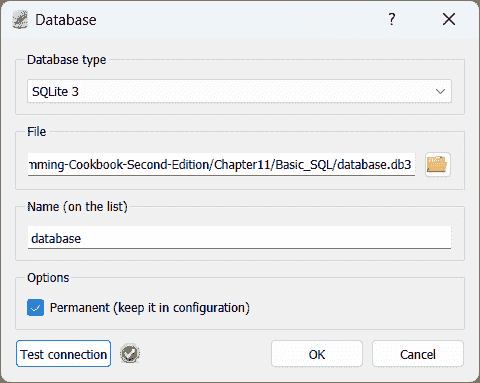 Database
?
Database type
SQLite 3
File
mming-Cookbook-Second-Edition/Chapter11/Basic_SQL/database.db3
Name (on the list)
database
Options
Permanent (keep it in configuration)
Test connection
OK
Cancel